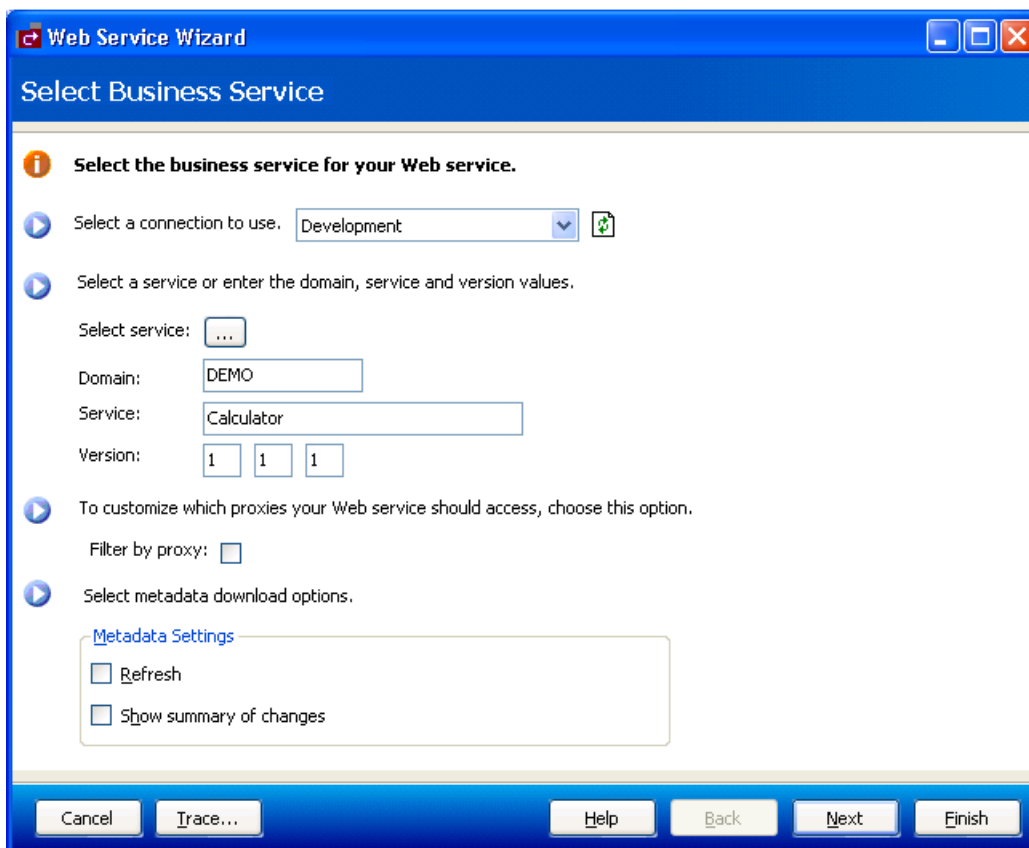 Web Service Wizard
Select Business Service
Select the business service for your Web service.
Select a connection to use. Development
Select a service or enter the domain, service and version values.
Select service: ...
Domain: DEMO
Service: Calculator
Version: 1 1 1
To customize which proxies your Web service should access, choose this option.
Filter by proxy:
Select metadata download options.
Metadata Settings
Refresh
Show summary of changes
Cancel Trace... Help Back Next Finish